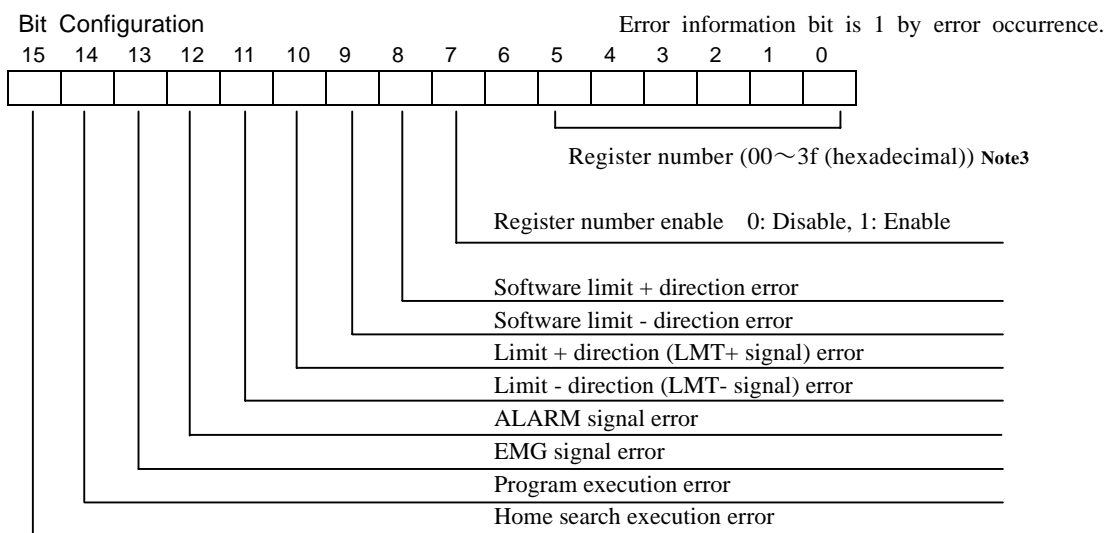 Bit Configuration Error information bit is 1 by error occurrence.
15 14 13 12 11 10 9 8 7 6 5 4 3 2 1 0
Register number (00～3f (hexadecimal)) Note3
Register number enable 0: Disable, 1: Enable
Software limit + direction error
Software limit - direction error
Limit + direction (LMT+ signal) error
Limit - direction (LMT- signal) error
ALARM signal error
EMG signal error
Program execution error
Home search execution error